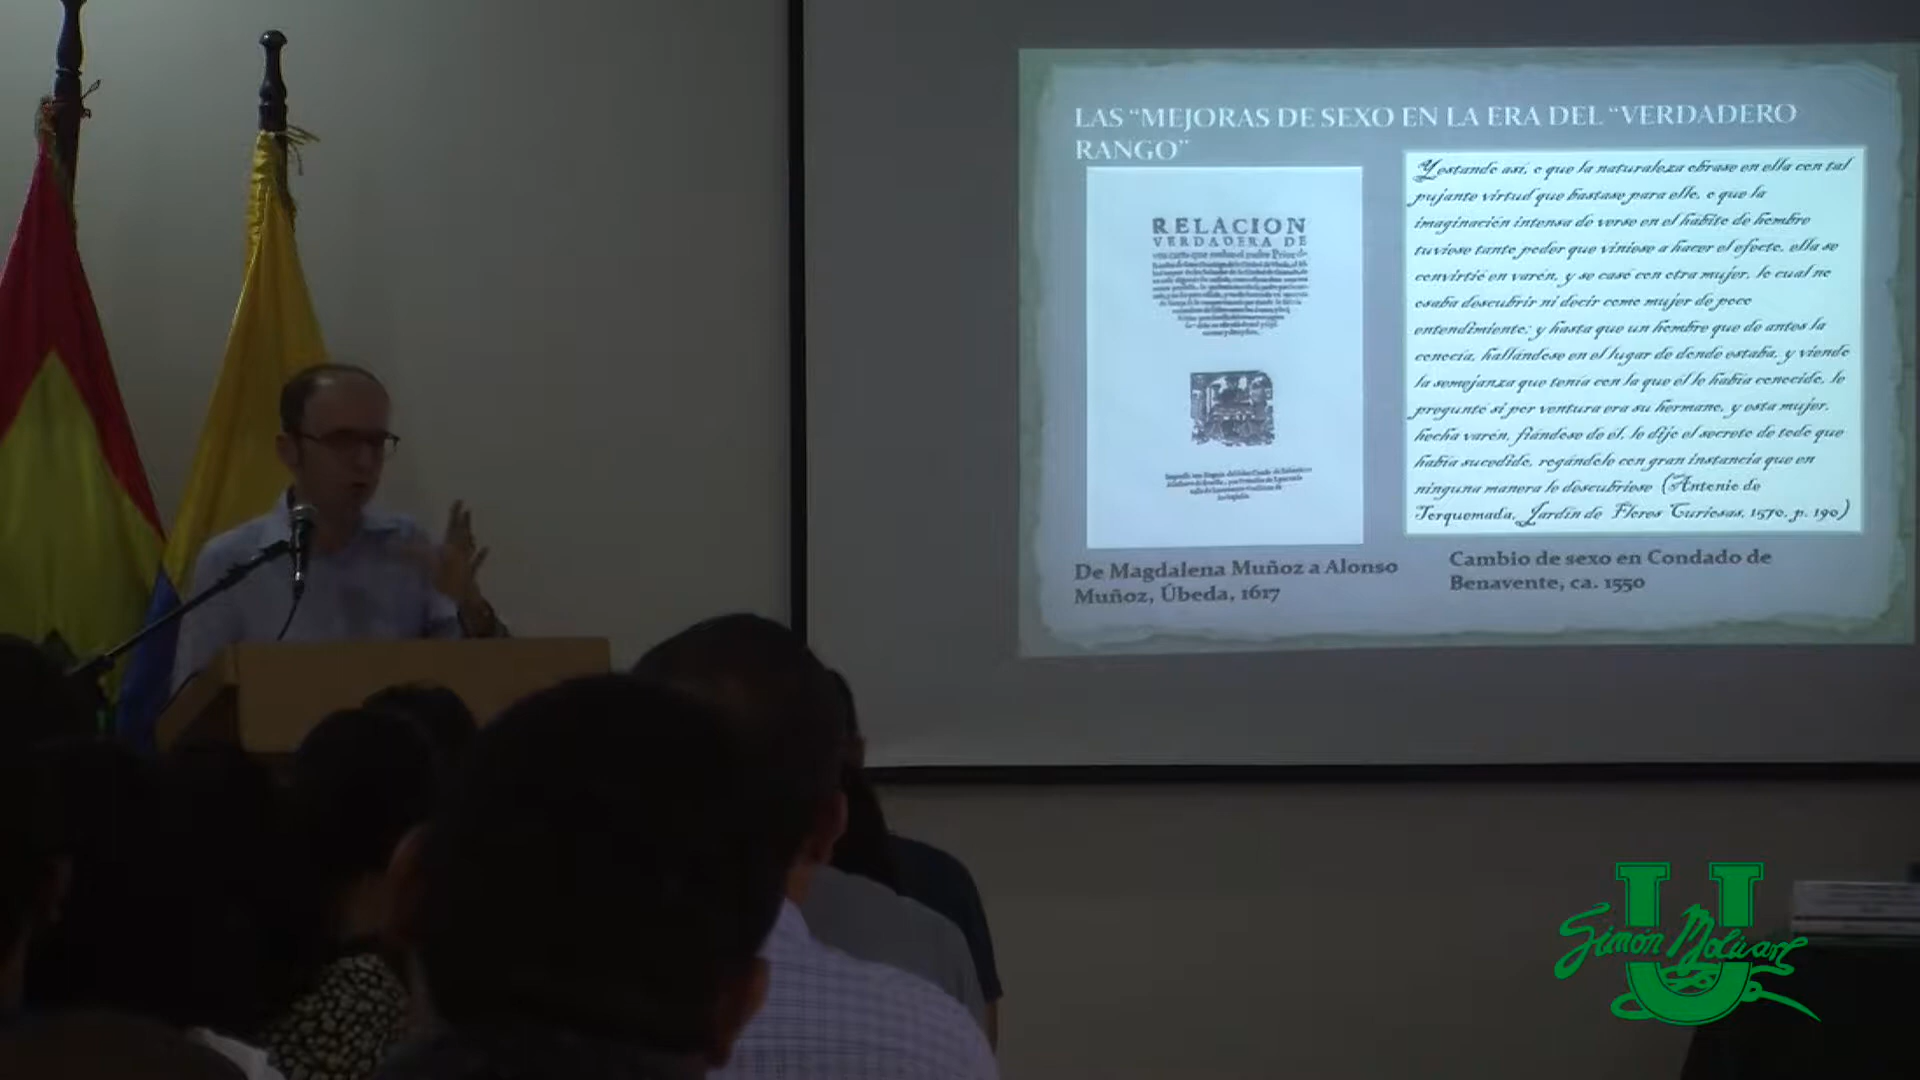 LAS “MEJORAS DE SEXO EN LA ERA DEL “VERDADERO
RANGO”
RELACION
VERDADERA DE
De Magdalena Muñoz a Alonso
Muñoz, Úbeda, 1617
Y estando así, o que la naturaleza obrase en ella con tal
pujante virtud que bastase para ello, o que la
imaginación intensa de verse en el hábito de hombre
tuviese tanto poder que viniese a hacer el efecto, ella se
convirtió en varón, y se casó con otra mujer, lo cual no
osaba descubrir ni decir como mujer de poco
entendimiento; y hasta que un hombre que de antes la
conocía, hallándose en el lugar de donde estaba, y viendo
la semejanza que tenía con la que él le había conocido, le
preguntó si por ventura era su hermano, y esta mujer,
hecha varón, fiándose de él, le dijo el secreto de todo que
había sucedido, rogándole con gran instancia que en
ninguna manera lo descubriese (Antonio de
Torquemada, Jardín de Flores Curiosas, 1570, p. 190)
Cambio de sexo en Condado de
Benavente, ca. 1550
U
Simón Bolívar